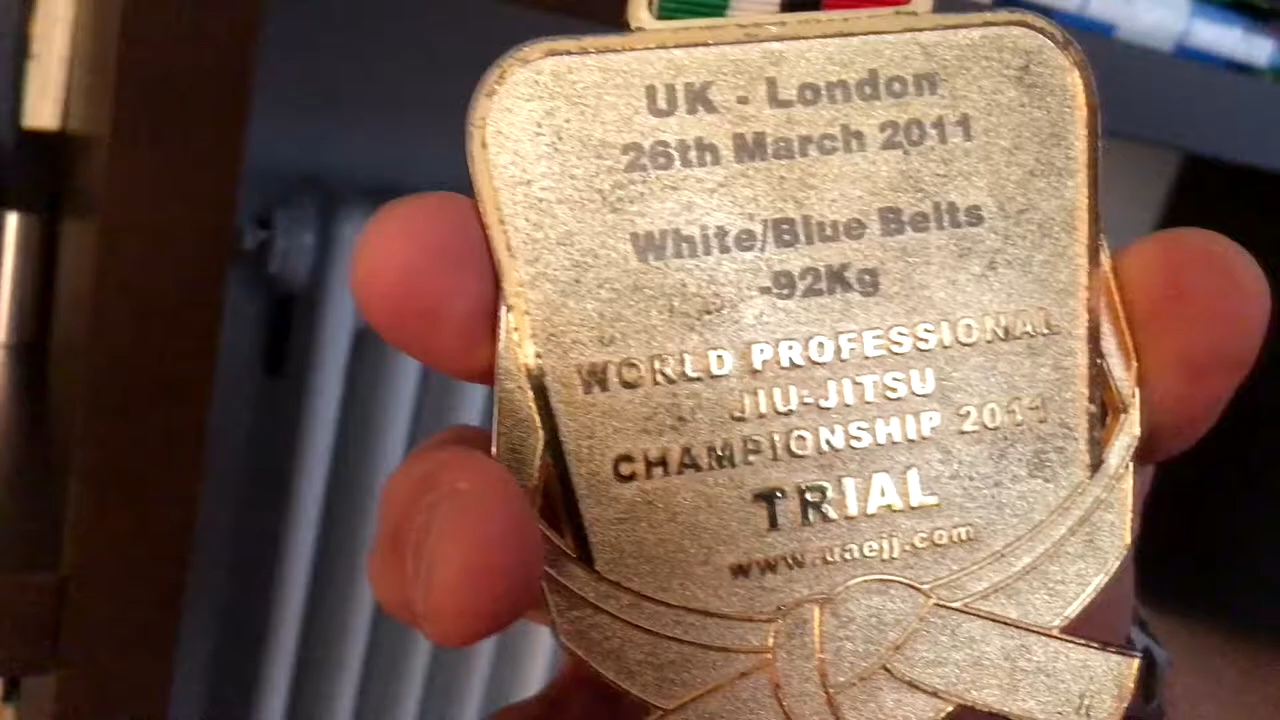 UK - London
26th March 2011
White/Blue Belts
-92Kg
WORLD PROFESSIONAL
JIU-JITSU
CHAMPIONSHIP 2011
TRIAL
www.uaejj.com